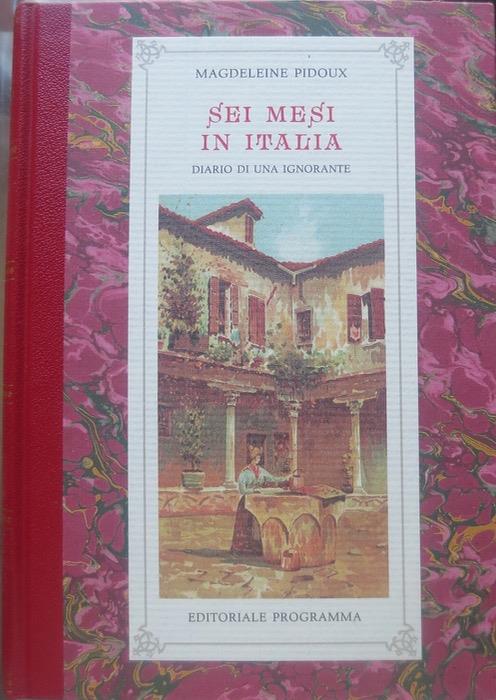 MAGDELEINE PIDOUX
SEI MESI
IN ITALIA
DIARIO DI UNA IGNORANTE
EDITORIALE PROGRAMMA